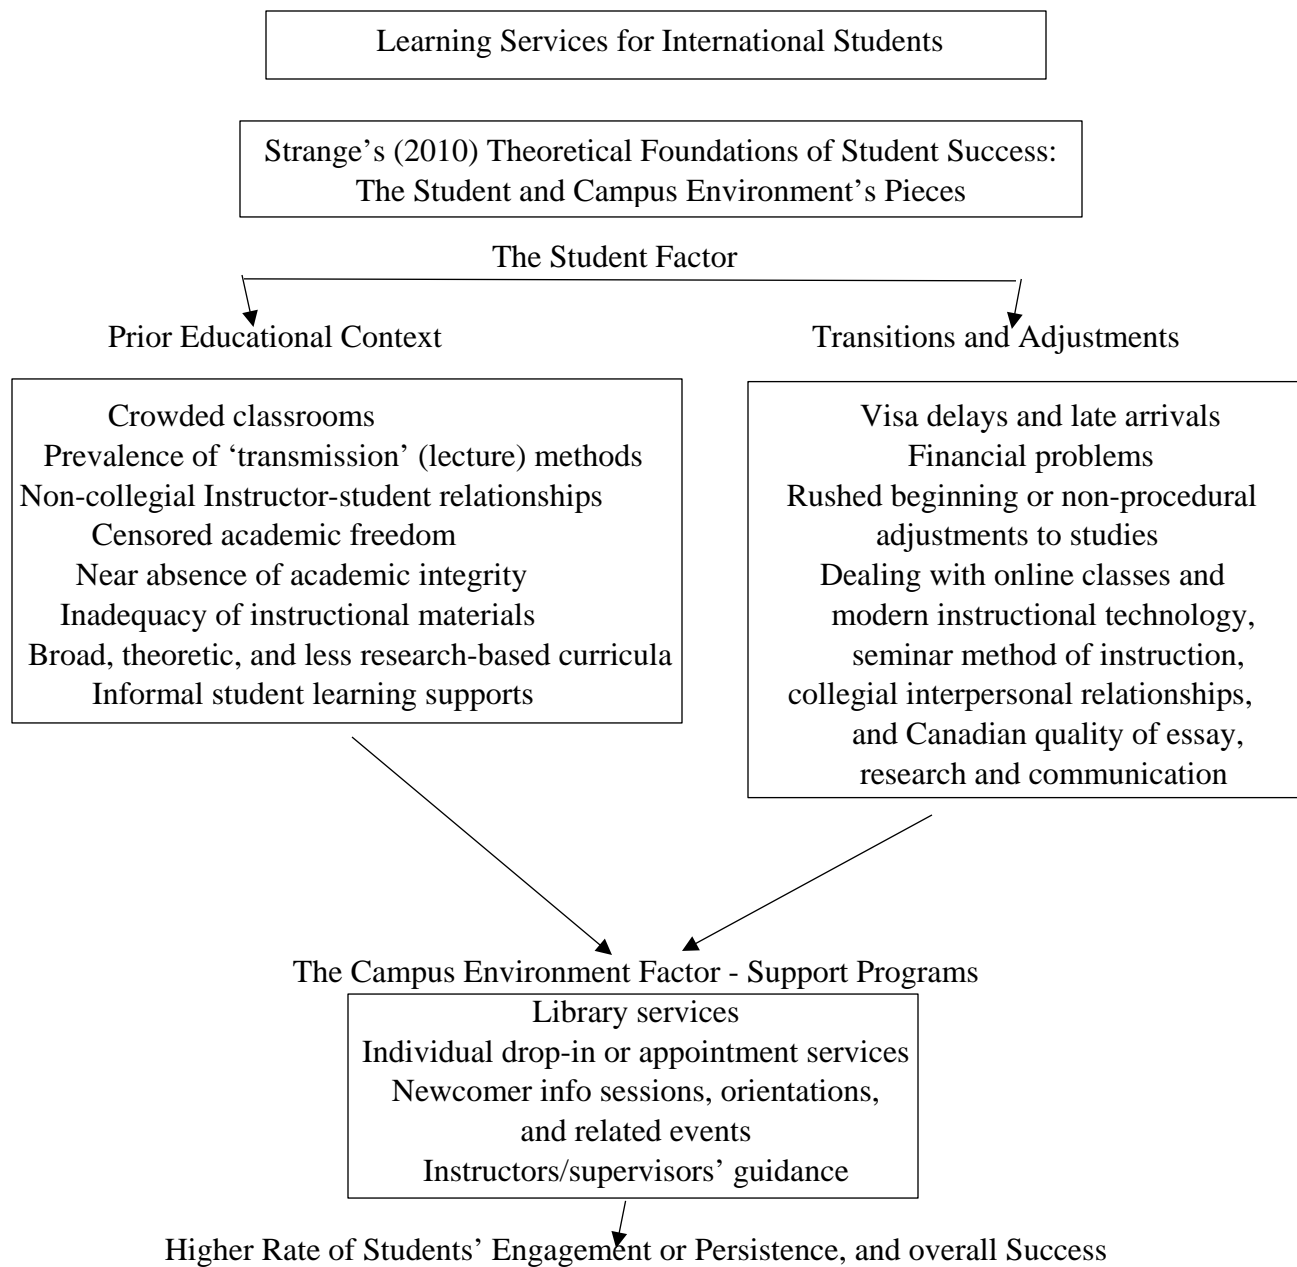 Learning Services for International Students
Strange’s (2010) Theoretical Foundations of Student Success:
The Student and Campus Environment’s Pieces
The Student Factor
Prior Educational Context
Crowded classrooms
Prevalence of ‘transmission’ (lecture) methods
Non-collegial Instructor-student relationships
Censored academic freedom
Near absence of academic integrity
Inadequacy of instructional materials
Broad, theoretic, and less research-based curricula
Informal student learning supports
Transitions and Adjustments
Visa delays and late arrivals
Financial problems
Rushed beginning or non-procedural
adjustments to studies
Dealing with online classes and
modern instructional technology,
seminar method of instruction,
collegial interpersonal relationships,
and Canadian quality of essay,
research and communication
The Campus Environment Factor - Support Programs
Library services
Individual drop-in or appointment services
Newcomer info sessions, orientations,
and related events
Instructors/supervisors’ guidance
Higher Rate of Students’ Engagement or Persistence, and overall Success